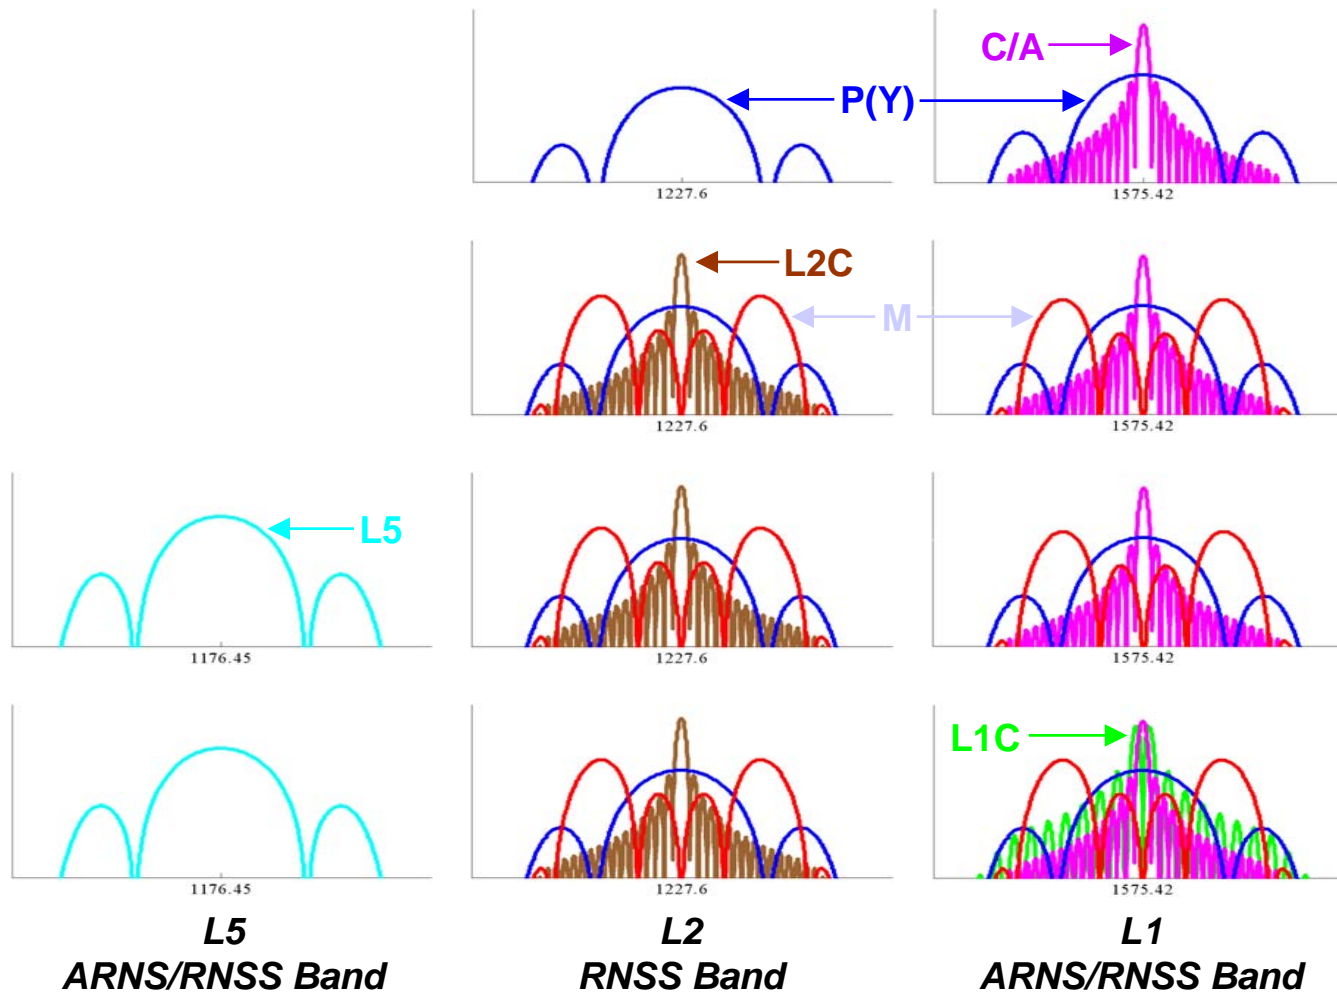 C/A
P(Y)
1227.6
1575.42
L2C
M
1227.6
1575.42
L5
1176.45
1227.6
1575.42
L1C
1176.45
1227.6
1575.42
L5
ARNS/RNSS Band
L2
RNSS Band
L1
ARNS/RNSS Band